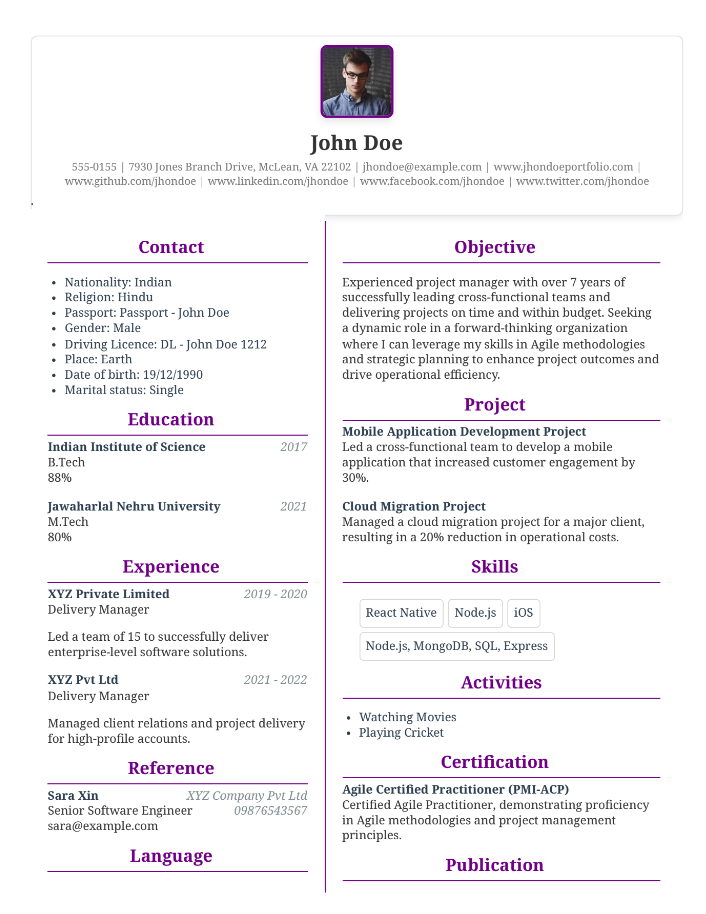 John Doe
555-0155 | 7930 Jones Branch Drive, McLean, VA 22102 | jhondoe@example.com | www.jhondoeportfolio.com |
www.github.com/jhondoe | www.linkedin.com/jhondoe | www.facebook.com/jhondoe | www.twitter.com/jhondoe
Contact
• Nationality: Indian
• Religion: Hindu
• Passport: Passport - John Doe
• Gender: Male
• Driving Licence: DL - John Doe 1212
• Place: Earth
• Date of birth: 19/12/1990
• Marital status: Single
Education
Indian Institute of Science 2017
B.Tech
88%
Jawaharlal Nehru University 2021
M.Tech
80%
Experience
XYZ Private Limited 2019 - 2020
Delivery Manager
Led a team of 15 to successfully deliver
enterprise-level software solutions.
XYZ Pvt Ltd 2021 - 2022
Delivery Manager
Managed client relations and project delivery
for high-profile accounts.
Reference
Sara Xin XYZ Company Pvt Ltd
Senior Software Engineer 09876543567
sara@example.com
Language
Objective
Experienced project manager with over 7 years of
successfully leading cross-functional teams and
delivering projects on time and within budget. Seeking
a dynamic role in a forward-thinking organization
where I can leverage my skills in Agile methodologies
and strategic planning to enhance project outcomes and
drive operational efficiency.
Project
Mobile Application Development Project
Led a cross-functional team to develop a mobile
application that increased customer engagement by
30%.
Cloud Migration Project
Managed a cloud migration project for a major client,
resulting in a 20% reduction in operational costs.
Skills
React Native Node.js iOS
Node.js, MongoDB, SQL, Express
Activities
• Watching Movies
• Playing Cricket
Certification
Agile Certified Practitioner (PMI-ACP)
Certified Agile Practitioner, demonstrating proficiency
in Agile methodologies and project management
principles.
Publication